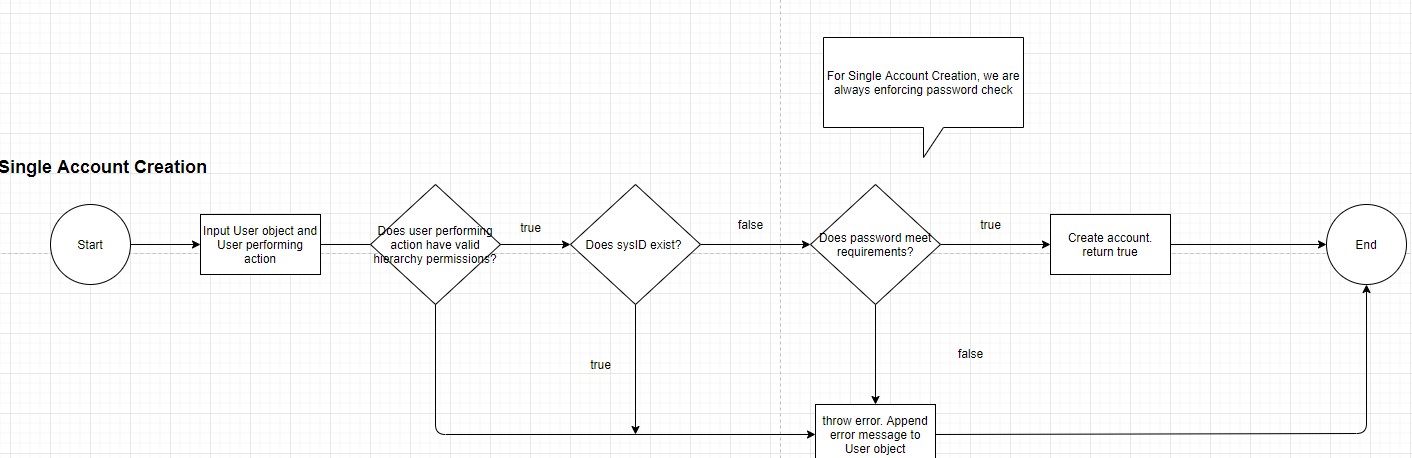 For Single Account Creation, we are
always enforcing password check
Single Account Creation
Start
Input User object and
User performing
action
Does user performing
action have valid
hierarchy permissions?
true
Does sysID exist?
false
Does password meet
requirements?
true
Create account.
return true
End
true
false
throw error. Append
error message to
User object